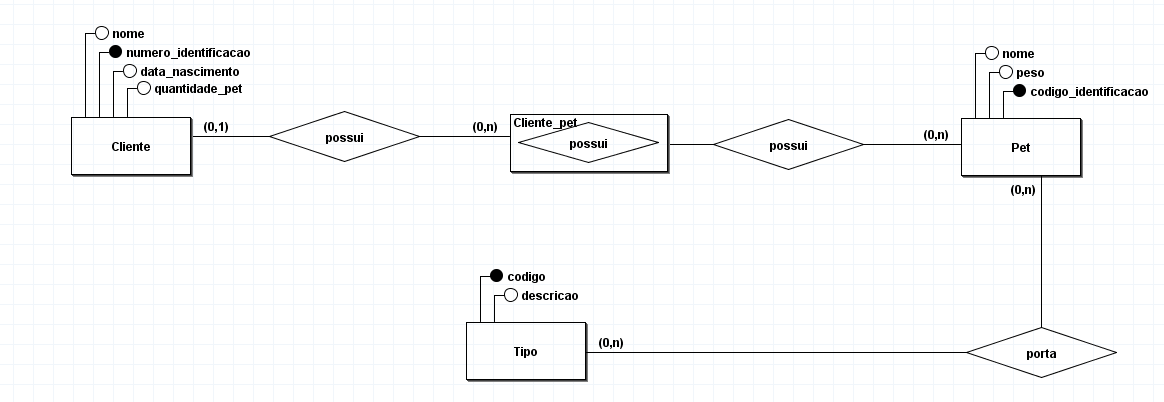 nome
numero_identificacao
data_nascimento
quantidade_pet
Cliente
(0,1)
possui
(0,n)
Cliente_pet
possui
possui
(0,n)
nome
peso
codigo_identificacao
Pet
(0,n)
codigo
descricao
Tipo
(0,n)
porta